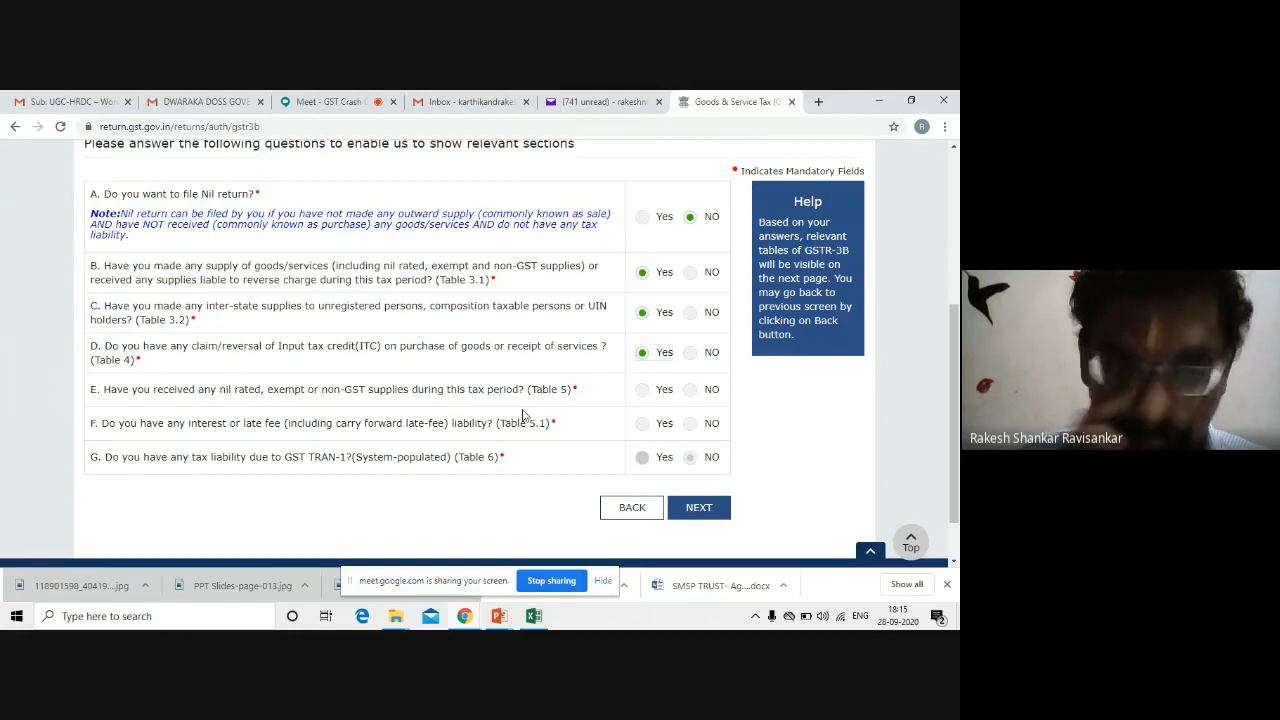 Sub: UGC-HRDC – Wor
DWARAKA DOSS GOVE
Meet - GST Crash C
Inbox - karthikandrake
(741 unread) - rakeshm
Goods & Service Tax (G
return.gst.gov.in/returns/auth/gstr3b
Please answer the following questions to enable us to show relevant sections
• Indicates Mandatory Fields
A. Do you want to file Nil return?•
Note:Nil return can be filed by you if you have not made any outward supply (commonly known as sale)
AND have NOT received (commonly known as purchase) any goods/services AND do not have any tax
liability.
Yes NO
B. Have you made any supply of goods/services (including nil rated, exempt and non-GST supplies) or
received any supplies liable to reverse charge during this tax period? (Table 3.1)•
Yes NO
C. Have you made any inter-state supplies to unregistered persons, composition taxable persons or UIN
holders? (Table 3.2)•
Yes NO
D. Do you have any claim/reversal of Input tax credit(ITC) on purchase of goods or receipt of services ?
(Table 4)•
Yes NO
E. Have you received any nil rated, exempt or non-GST supplies during this tax period? (Table 5)•
Yes NO
F. Do you have any interest or late fee (including carry forward late-fee) liability? (Table 5.1)•
Yes NO
G. Do you have any tax liability due to GST TRAN-1?(System-populated) (Table 6)•
Yes NO
Help
Based on your
answers, relevant
tables of GSTR-3B
will be visible on
the next page. You
may go back to
previous screen by
clicking on Back
button.
BACK NEXT
Top
Rakesh Shankar Ravisankar
118901598_40419....jpg
PPT Slides-page-013.jpg
meet.google.com is sharing your screen.
Stop sharing
Hide
SMSP TRUST- Ag....docx
Show all
Type here to search
ENG
18:15
28-09-2020
2
R